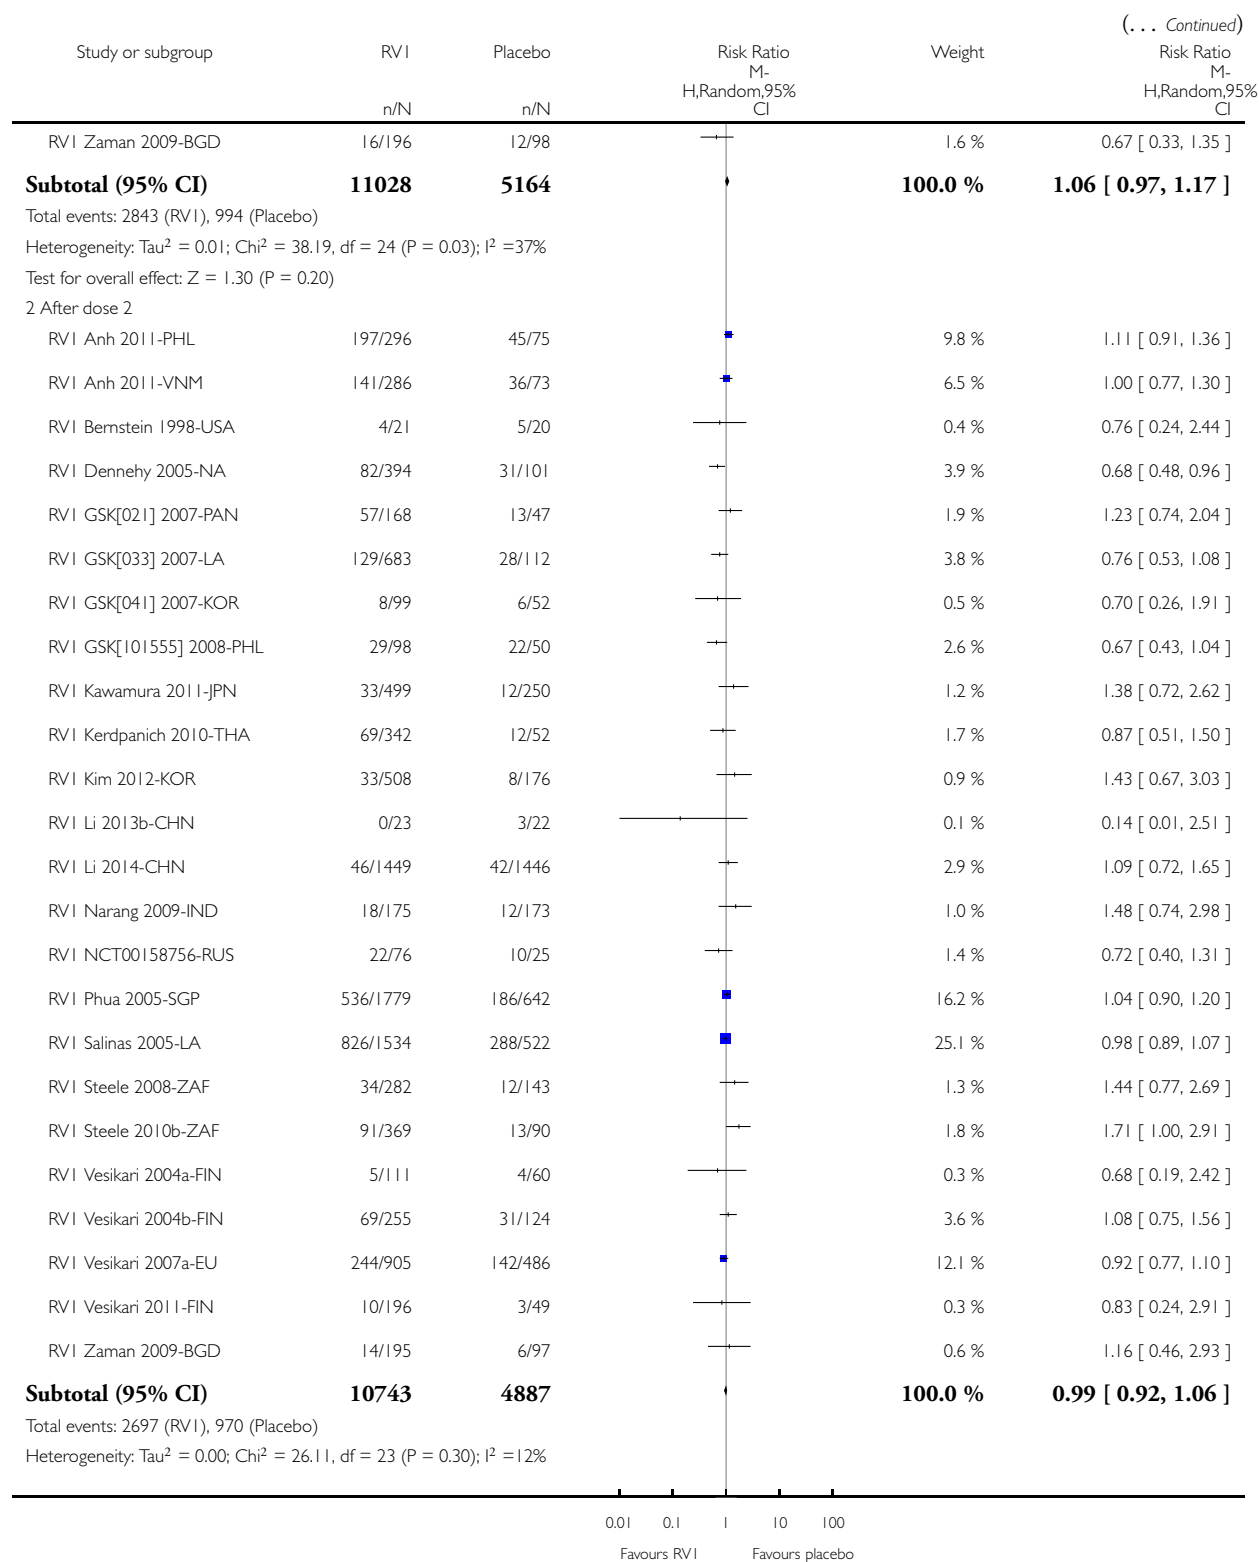 (... Continued)
Study or subgroup RV1 Placebo Risk Ratio Weight Risk Ratio
M- M-
H,Random,95% H,Random,95%
n/N n/N CI CI
RV1 Zaman 2009-BGD 16/196 12/98 1.6 % 0.67 [ 0.33, 1.35 ]
Subtotal (95% CI) 11028 5164 100.0 % 1.06 [ 0.97, 1.17 ]
Total events: 2843 (RV1), 994 (Placebo)
Heterogeneity: Tau² = 0.01; Chi² = 38.19, df = 24 (P = 0.03); I² =37%
Test for overall effect: Z = 1.30 (P = 0.20)
2 After dose 2
RV1 Anh 2011-PHL 197/296 45/75 9.8 % 1.11 [ 0.91, 1.36 ]
RV1 Anh 2011-VNM 141/286 36/73 6.5 % 1.00 [ 0.77, 1.30 ]
RV1 Bernstein 1998-USA 4/21 5/20 0.4 % 0.76 [ 0.24, 2.44 ]
RV1 Dennehy 2005-NA 82/394 31/101 3.9 % 0.68 [ 0.48, 0.96 ]
RV1 GSK[021] 2007-PAN 57/168 13/47 1.9 % 1.23 [ 0.74, 2.04 ]
RV1 GSK[033] 2007-LA 129/683 28/112 3.8 % 0.76 [ 0.53, 1.08 ]
RV1 GSK[041] 2007-KOR 8/99 6/52 0.5 % 0.70 [ 0.26, 1.91 ]
RV1 GSK[101555] 2008-PHL 29/98 22/50 2.6 % 0.67 [ 0.43, 1.04 ]
RV1 Kawamura 2011-JPN 33/499 12/250 1.2 % 1.38 [ 0.72, 2.62 ]
RV1 Kerdpanich 2010-THA 69/342 12/52 1.7 % 0.87 [ 0.51, 1.50 ]
RV1 Kim 2012-KOR 33/508 8/176 0.9 % 1.43 [ 0.67, 3.03 ]
RV1 Li 2013b-CHN 0/23 3/22 0.1 % 0.14 [ 0.01, 2.51 ]
RV1 Li 2014-CHN 46/1449 42/1446 2.9 % 1.09 [ 0.72, 1.65 ]
RV1 Narang 2009-IND 18/175 12/173 1.0 % 1.48 [ 0.74, 2.98 ]
RV1 NCT00158756-RUS 22/76 10/25 1.4 % 0.72 [ 0.40, 1.31 ]
RV1 Phua 2005-SGP 536/1779 186/642 16.2 % 1.04 [ 0.90, 1.20 ]
RV1 Salinas 2005-LA 826/1534 288/522 25.1 % 0.98 [ 0.89, 1.07 ]
RV1 Steele 2008-ZAF 34/282 12/143 1.3 % 1.44 [ 0.77, 2.69 ]
RV1 Steele 2010b-ZAF 91/369 13/90 1.8 % 1.71 [ 1.00, 2.91 ]
RV1 Vesikari 2004a-FIN 5/111 4/60 0.3 % 0.68 [ 0.19, 2.42 ]
RV1 Vesikari 2004b-FIN 69/255 31/124 3.6 % 1.08 [ 0.75, 1.56 ]
RV1 Vesikari 2007a-EU 244/905 142/486 12.1 % 0.92 [ 0.77, 1.10 ]
RV1 Vesikari 2011-FIN 10/196 3/49 0.3 % 0.83 [ 0.24, 2.91 ]
RV1 Zaman 2009-BGD 14/195 6/97 0.6 % 1.16 [ 0.46, 2.93 ]
Subtotal (95% CI) 10743 4887 100.0 % 0.99 [ 0.92, 1.06 ]
Total events: 2697 (RV1), 970 (Placebo)
Heterogeneity: Tau² = 0.00; Chi² = 26.11, df = 23 (P = 0.30); I² =12%
0.01 0.1 1 10 100
Favours RV1 Favours placebo